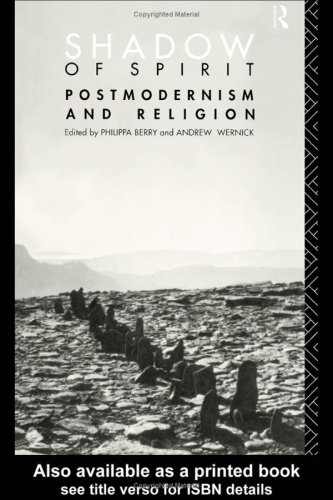 Copyrighted Material
SHADOW
OF SPIRIT
POSTMODERNISM
AND RELIGION
Edited by PHILIPPA BERRY and ANDREW WERNICK
Copyrighted Material
Also available as a printed book
see title verso for ISBN details